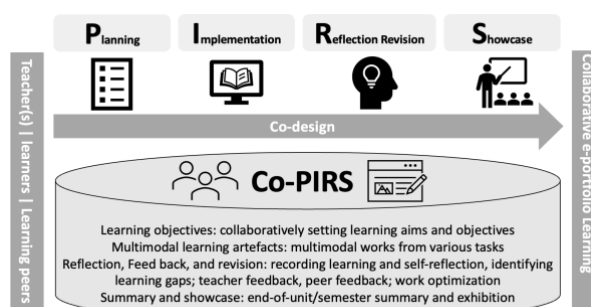 Planning
Implementation
Reflection Revision
Showcase
Teacher(s) | learners | Learning peers
Co-design
Collaborative e-portfolio Learning
Co-PIRS
Learning objectives: collaboratively setting learning aims and objectives
Multimodal learning artefacts: multimodal works from various tasks
Reflection, Feed back, and revision: recording learning and self-reflection, identifying
learning gaps; teacher feedback, peer feedback; work optimization
Summary and showcase: end-of-unit/semester summary and exhibition